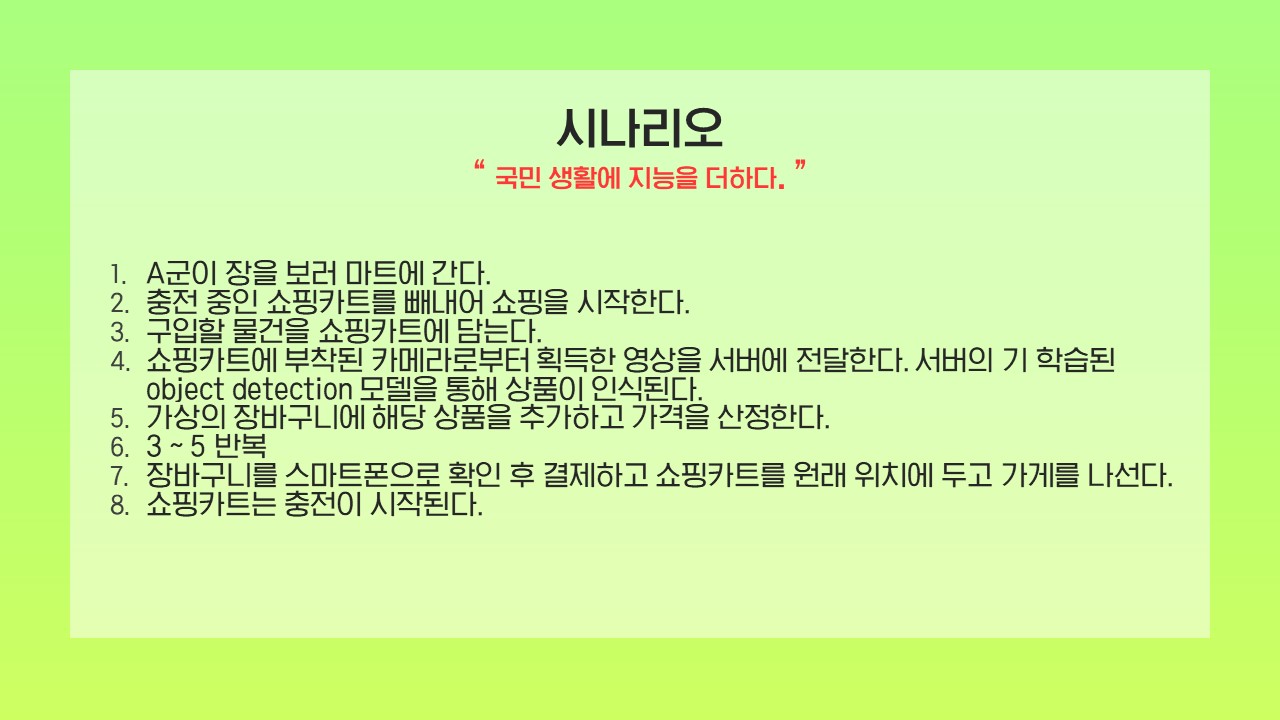 시나리오
“ 국민 생활에 지능을 더하다. ”
1. A군이 장을 보러 마트에 간다.
2. 충전 중인 쇼핑카트를 빼내어 쇼핑을 시작한다.
3. 구입할 물건을 쇼핑카트에 담는다.
4. 쇼핑카트에 부착된 카메라로부터 획득한 영상을 서버에 전달한다. 서버의 기 학습된
object detection 모델을 통해 상품이 인식된다.
5. 가상의 장바구니에 해당 상품을 추가하고 가격을 산정한다.
6. 3 ~ 5 반복
7. 장바구니를 스마트폰으로 확인 후 결제하고 쇼핑카트를 원래 위치에 두고 가게를 나선다.
8. 쇼핑카트는 충전이 시작된다.